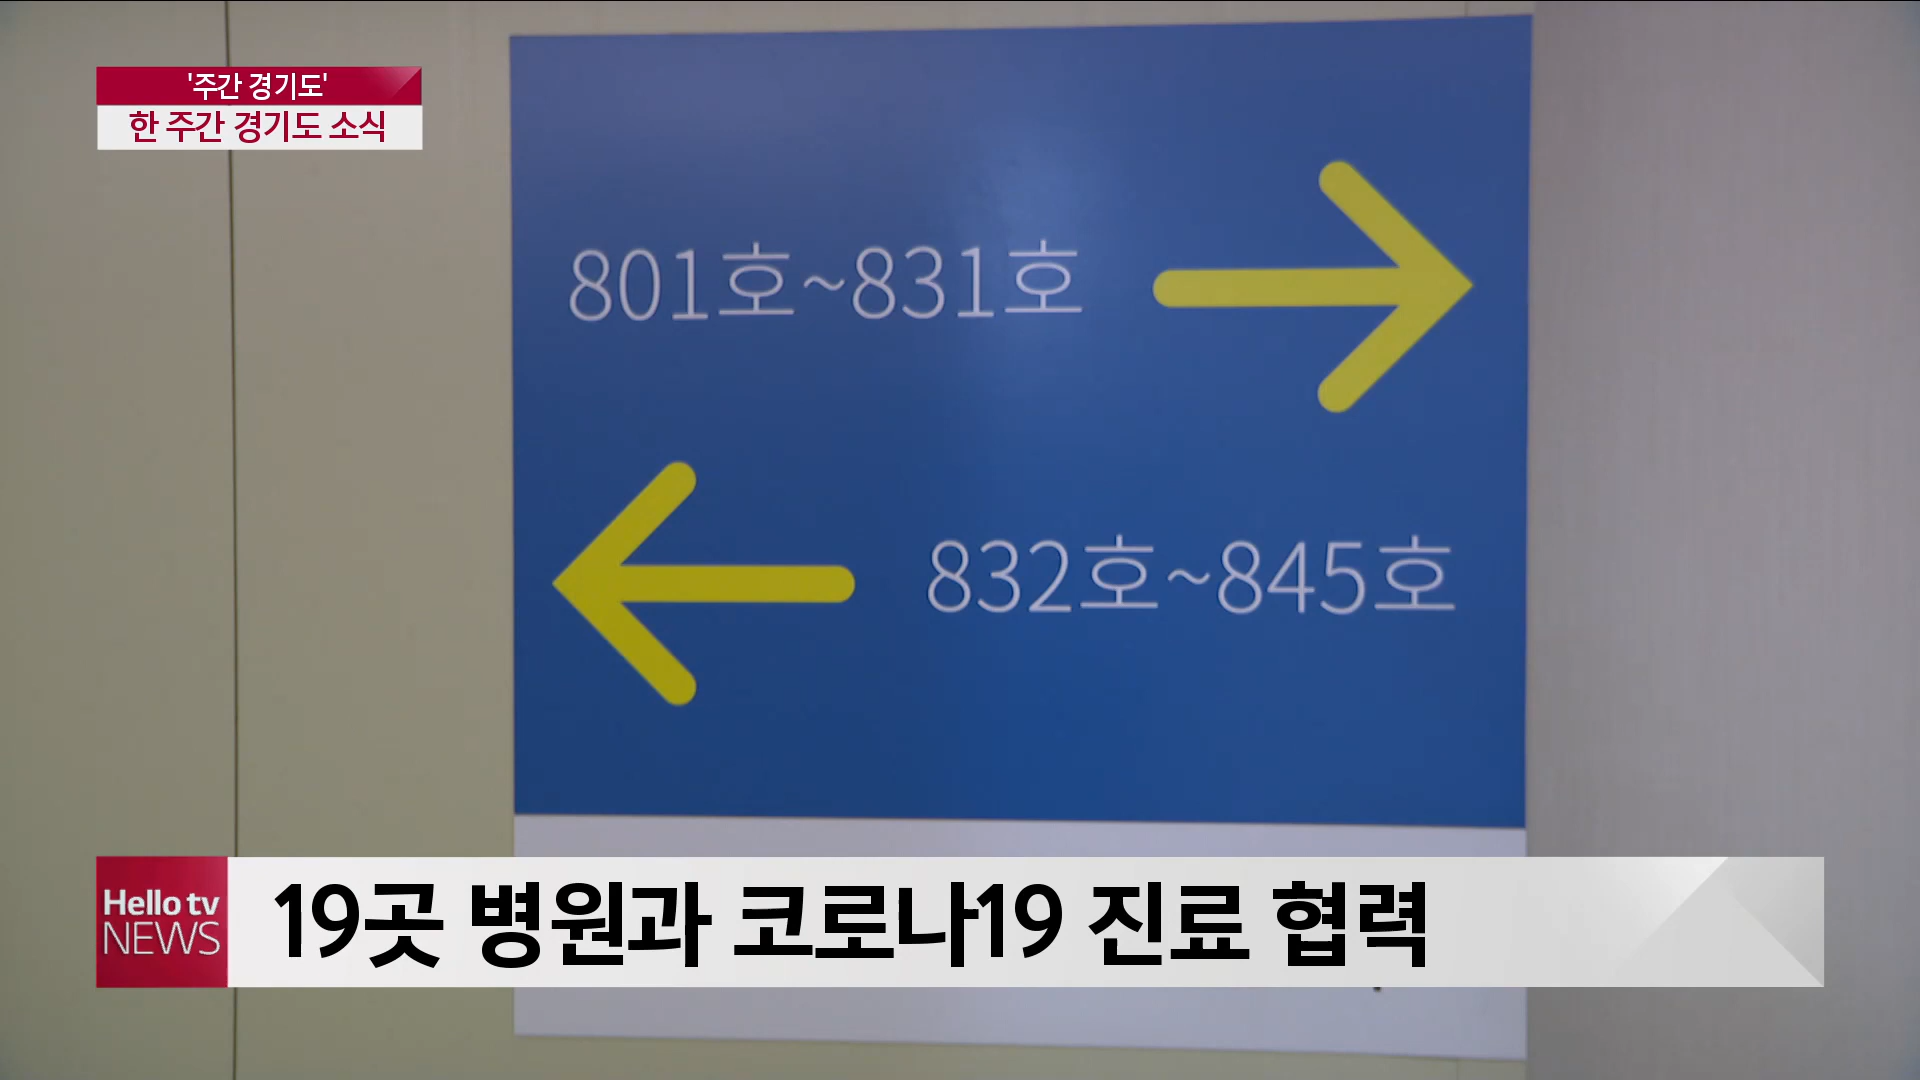 '주간 경기도'
한 주간 경기도 소식
801호~831호
832호~845호
Hello tv
NEWS
19곳 병원과 코로나19 진료 협력